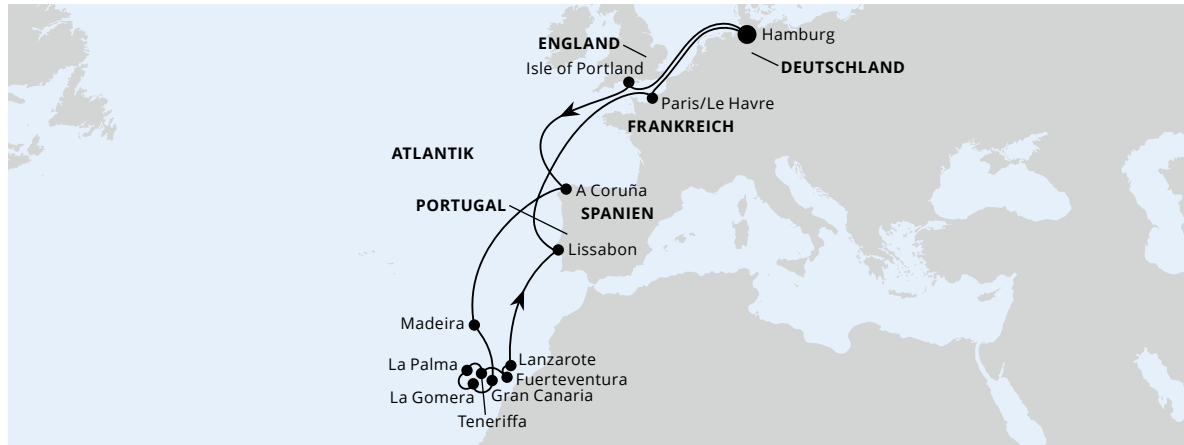 Hamburg
ENGLAND
DEUTSCHLAND
Isle of Portland
Paris/Le Havre
FRANKREICH
ATLANTIK
A Coruña
PORTUGAL
SPANIEN
Lissabon
Madeira
La Palma
Lanzarote
Fuerteventura
La Gomera
Gran Canaria
Teneriffa